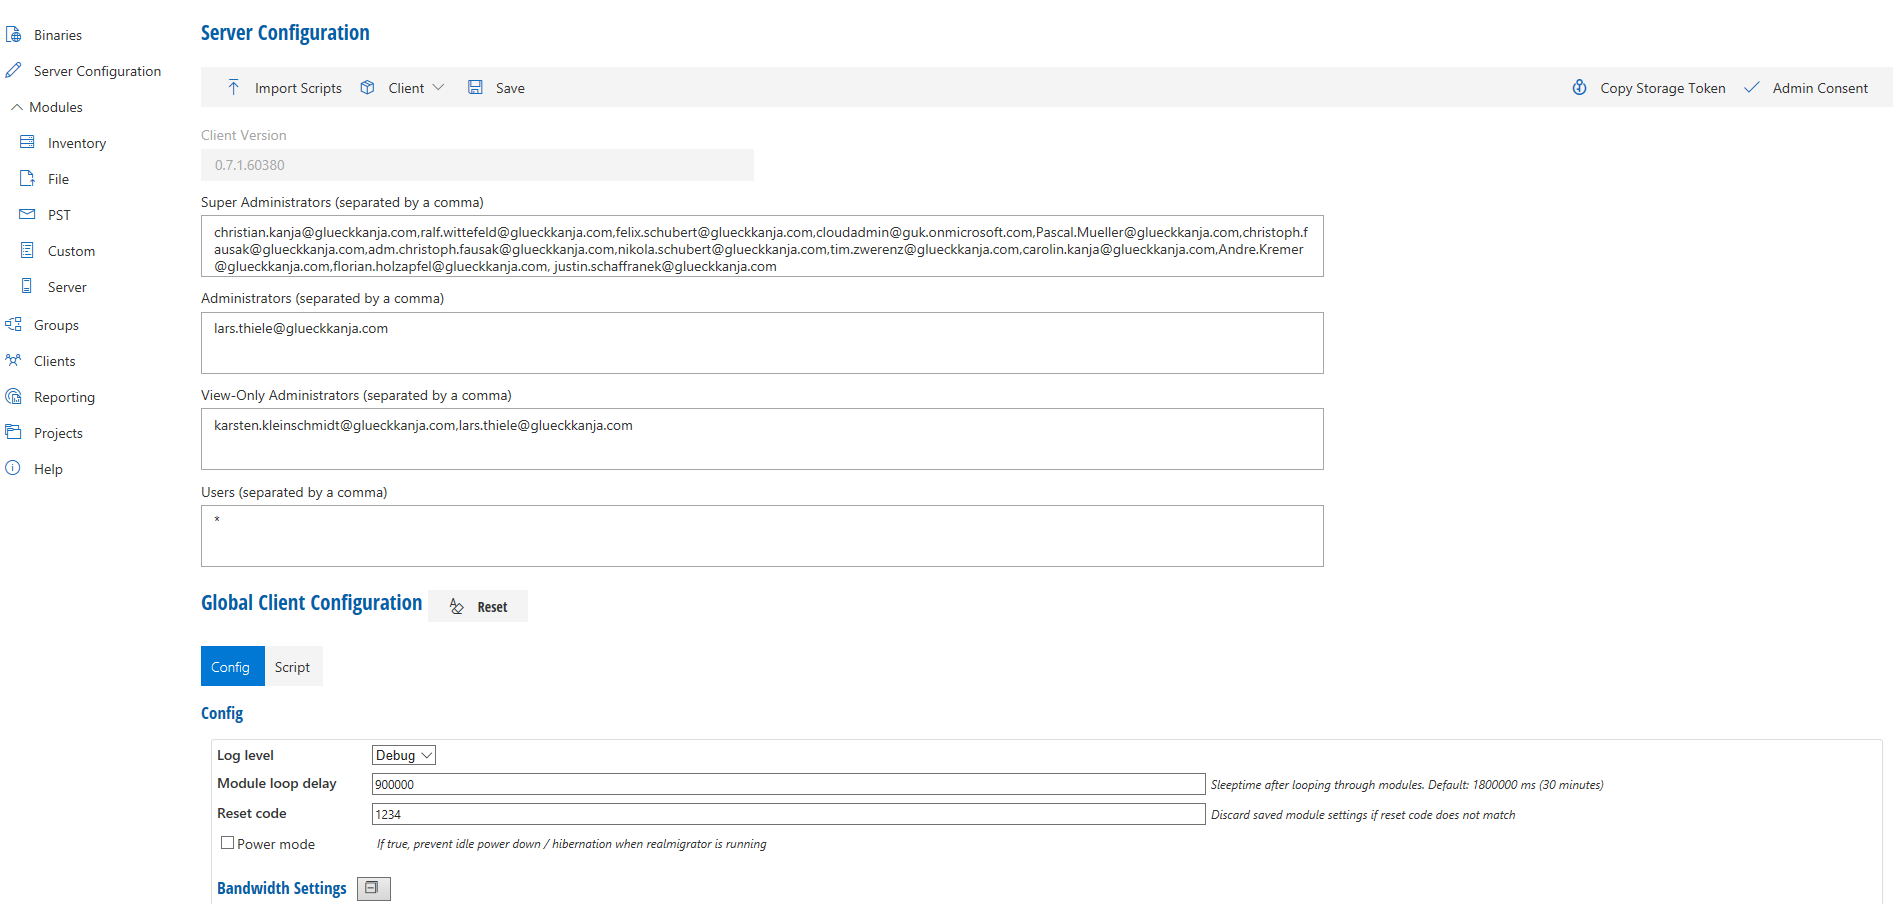 Binaries
Server Configuration
Modules
Inventory
File
PST
Custom
Server
Groups
Clients
Reporting
Projects
Help
Server Configuration
Import Scripts
Client
Save
Copy Storage Token
Admin Consent
Client Version
0.7.1.60380
Super Administrators (separated by a comma)
christian.kanja@glueckkanja.com,ralf.wittefeld@glueckkanja.com,felix.schubert@glueckkanja.com,cloudadmin@guk.onmicrosoft.com,Pascal.Mueller@glueckkanja.com,christoph.f
ausak@glueckkanja.com,adm.christoph.fausak@glueckkanja.com,nikola.schubert@glueckkanja.com,tim.zwerenz@glueckkanja.com,carolin.kanja@glueckkanja.com,Andre.Kremer
@glueckkanja.com,florian.holzapfel@glueckkanja.com, justin.schaffranek@glueckkanja.com
Administrators (separated by a comma)
lars.thiele@glueckkanja.com
View-Only Administrators (separated by a comma)
karsten.kleinschmidt@glueckkanja.com,lars.thiele@glueckkanja.com
Users (separated by a comma)
*
Global Client Configuration
Reset
Config
Script
Config
Log level
Debug
Module loop delay
900000
Sleeptime after looping through modules. Default: 1800000 ms (30 minutes)
Reset code
1234
Discard saved module settings if reset code does not match
Power mode
If true, prevent idle power down / hibernation when realmigrator is running
Bandwidth Settings